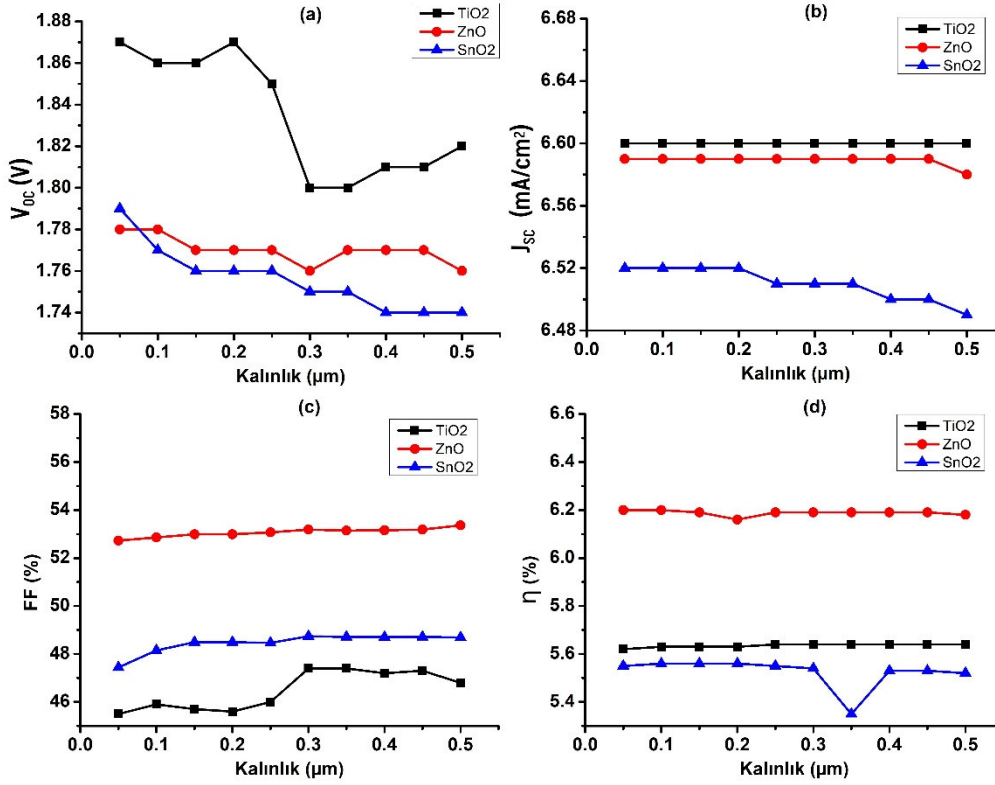 (a)
TiO2
ZnO
SnO2
1.88
1.86
1.84
1.82
1.80
1.78
1.76
1.74
V_OC (V)
0.0 0.1 0.2 0.3 0.4 0.5
Kalınlık (µm)
(b)
TiO2
ZnO
SnO2
6.68
6.64
6.60
6.56
6.52
6.48
J_SC (mA/cm²)
0.0 0.1 0.2 0.3 0.4 0.5
Kalınlık (µm)
(c)
TiO2
ZnO
SnO2
58
56
54
52
50
48
46
FF (%)
0.0 0.1 0.2 0.3 0.4 0.5
Kalınlık (µm)
(d)
TiO2
ZnO
SnO2
6.6
6.4
6.2
6.0
5.8
5.6
5.4
η (%)
0.0 0.1 0.2 0.3 0.4 0.5
Kalınlık (µm)